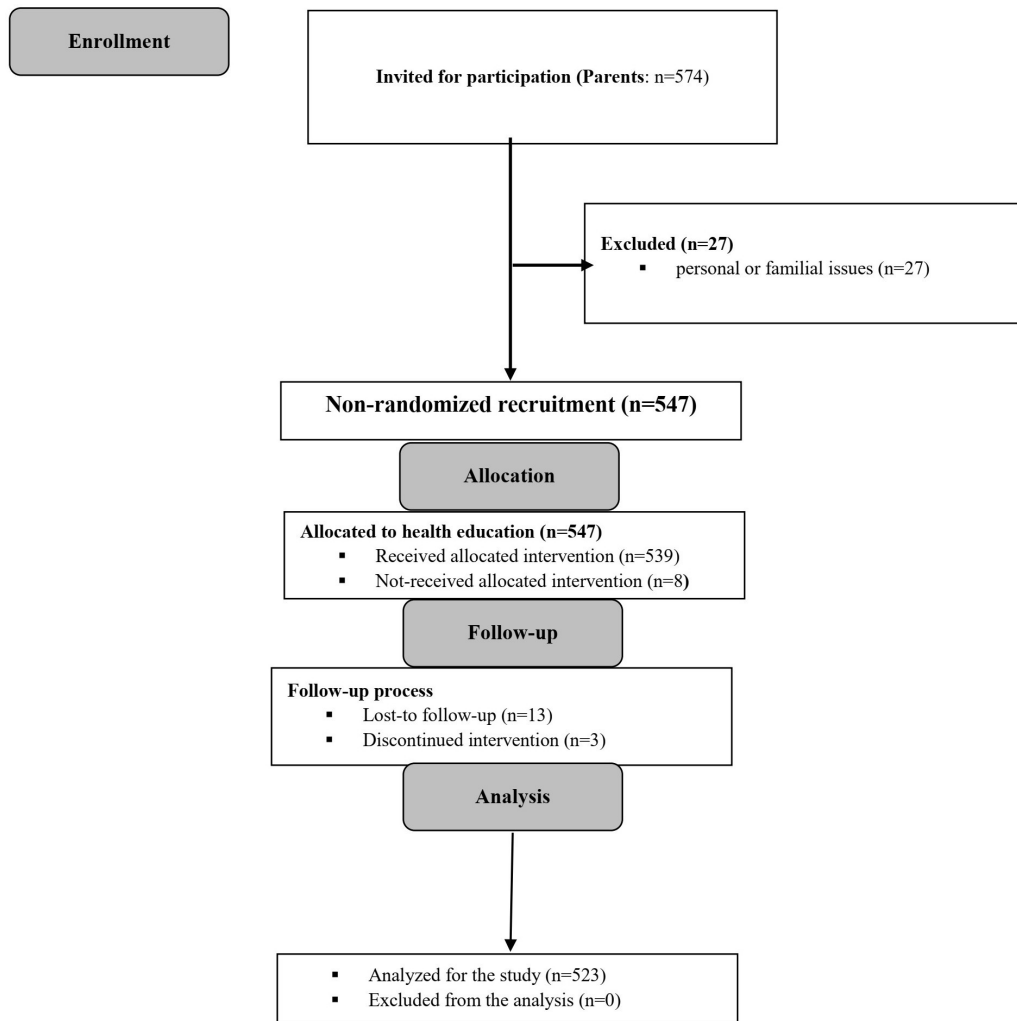 Enrollment
Invited for participation (Parents: n=574)
Excluded (n=27)
▪ personal or familial issues (n=27)
Non-randomized recruitment (n=547)
Allocation
Allocated to health education (n=547)
▪ Received allocated intervention (n=539)
▪ Not-received allocated intervention (n=8)
Follow-up
Follow-up process
▪ Lost-to follow-up (n=13)
▪ Discontinued intervention (n=3)
Analysis
▪ Analyzed for the study (n=523)
▪ Excluded from the analysis (n=0)